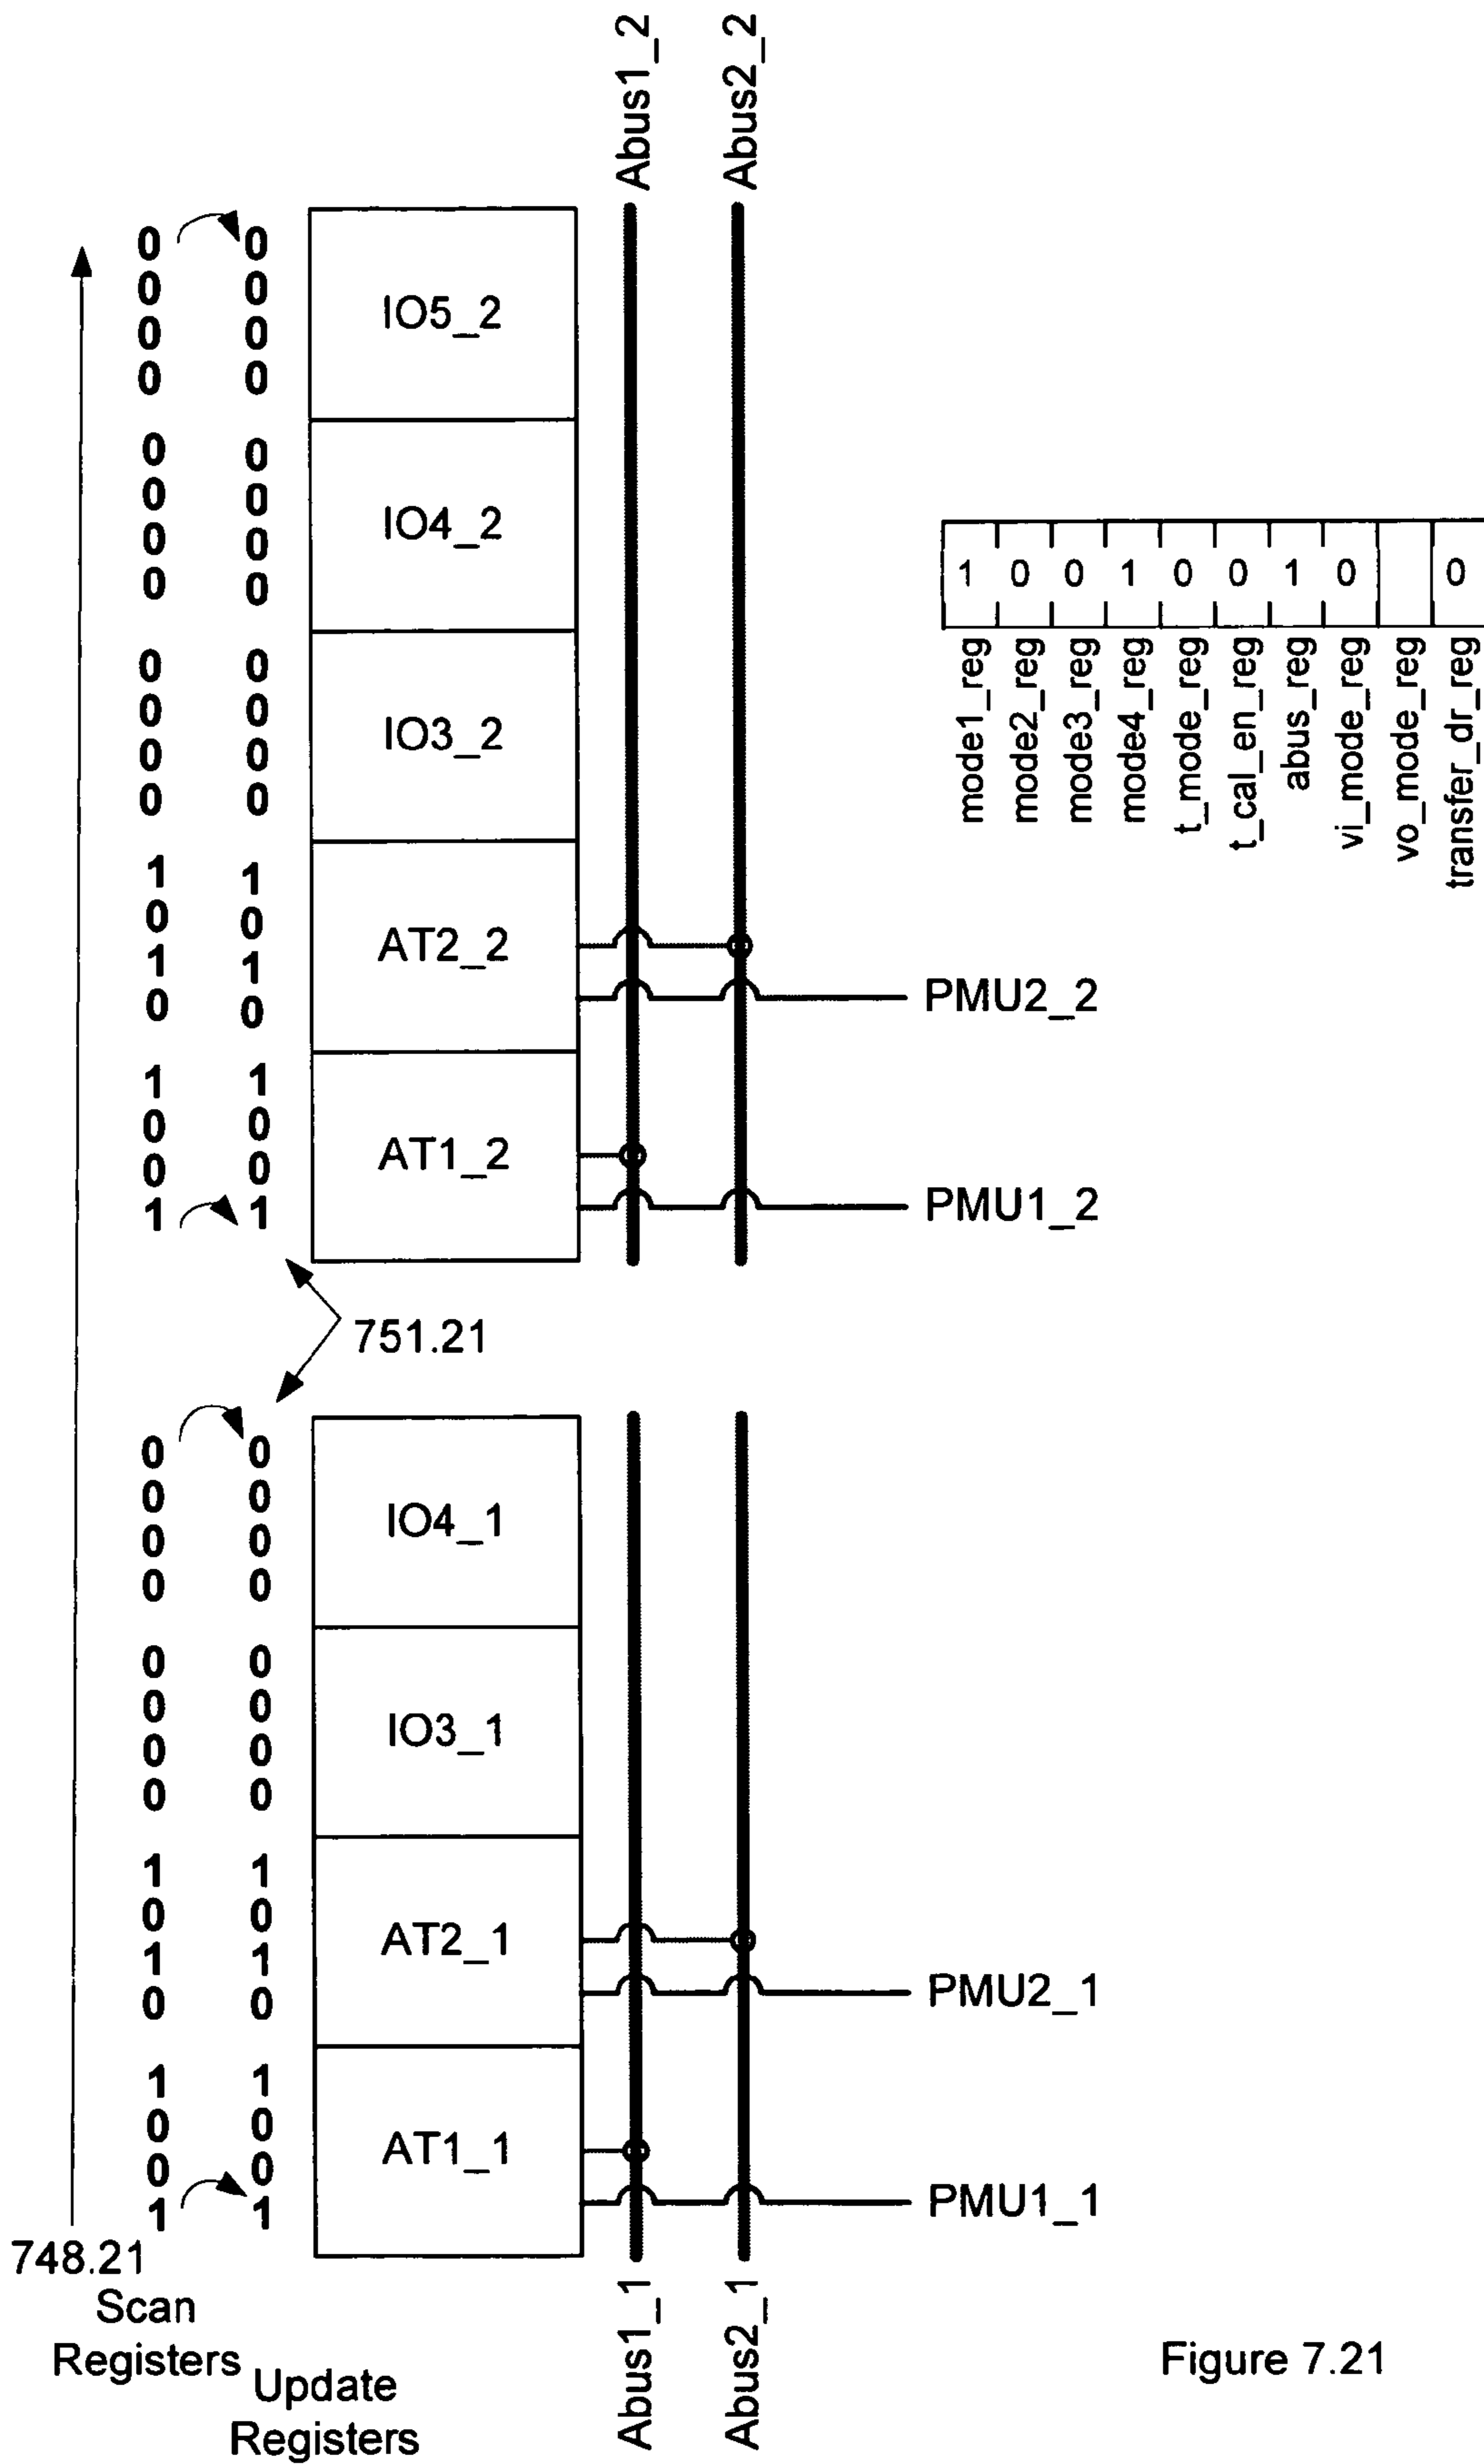 Abus1_2
Abus2_2
0 0
0 0
0 0
0 0
IO5_2
0 0
0 0
0 0
0 0
IO4_2
0 0
0 0
0 0
0 0
IO3_2
1 1
0 0
1 1
0 0
AT2_2
PMU2_2
1 1
0 0
0 0
1 1
AT1_2
PMU1_2
1 0 0 1 0 0 1 0 0
mode1_reg
mode2_reg
mode3_reg
mode4_reg
t_mode_reg
t_cal_en_reg
abus_reg
vi_mode_reg
vo_mode_reg
transfer_dr_reg
751.21
0 0
0 0
0 0
0 0
IO4_1
0 0
0 0
0 0
0 0
IO3_1
1 1
0 0
1 1
0 0
AT2_1
PMU2_1
1 1
0 0
0 0
1 1
AT1_1
PMU1_1
748.21
Scan
Registers
Update
Registers
Abus1_1
Abus2_1
Figure 7.21